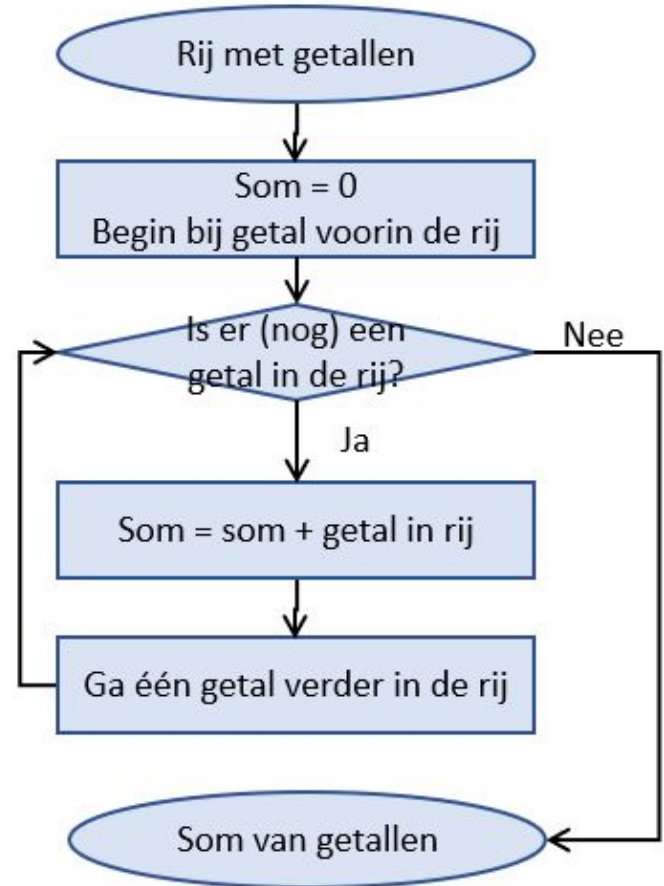 Rij met getallen
Som = 0
Begin bij getal voorin de rij
Is er (nog) een
getal in de rij?
Nee
Ja
Som = som + getal in rij
Ga één getal verder in de rij
Som van getallen